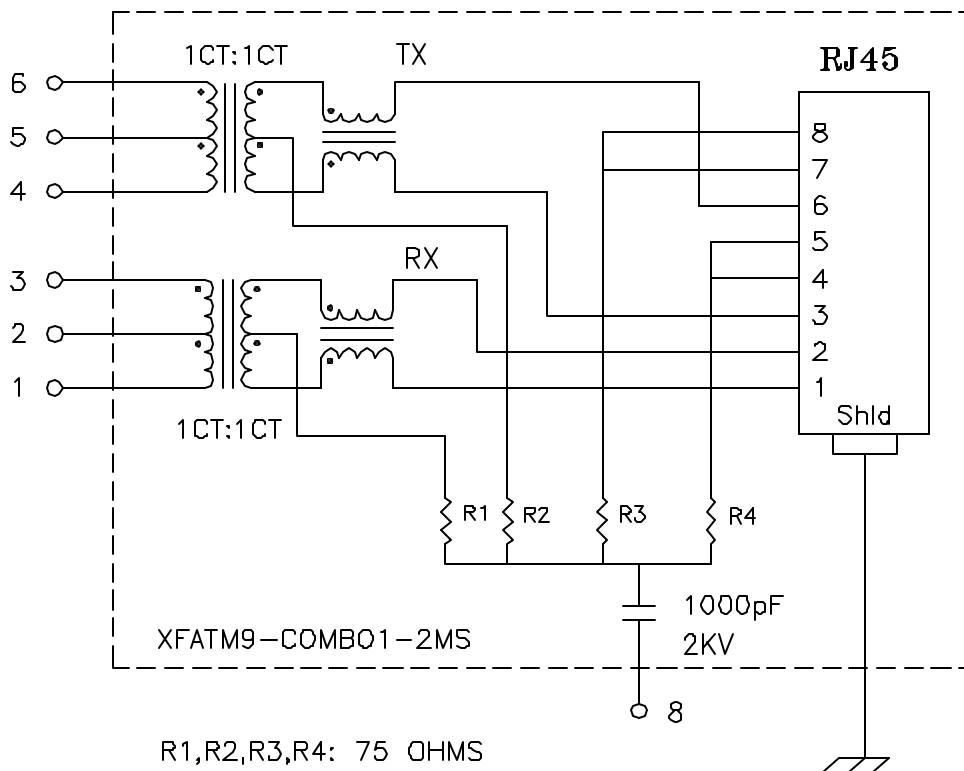 1CT:1CT
TX
RJ45
6
5
4
3
2
1
RX
1CT:1CT
8
7
6
5
4
3
2
1
Shld
R1
R2
R3
R4
1000pF
2KV
XFATM9-COMBO1-2MS
8
R1,R2,R3,R4: 75 OHMS